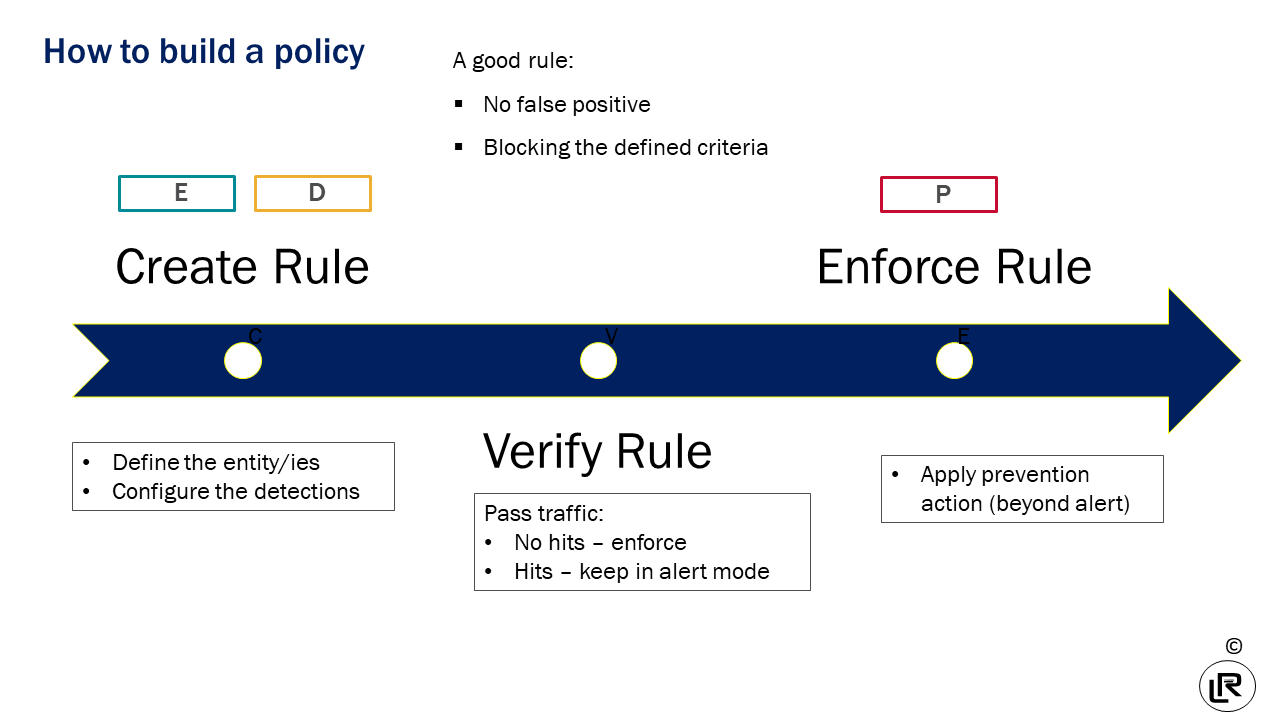 How to build a policy
A good rule:
▪ No false positive
▪ Blocking the defined criteria
E
D
P
Create Rule
Enforce Rule
C
V
E
Verify Rule
• Define the entity/ies
• Configure the detections
Pass traffic:
• No hits – enforce
• Hits – keep in alert mode
• Apply prevention
action (beyond alert)
©
LR